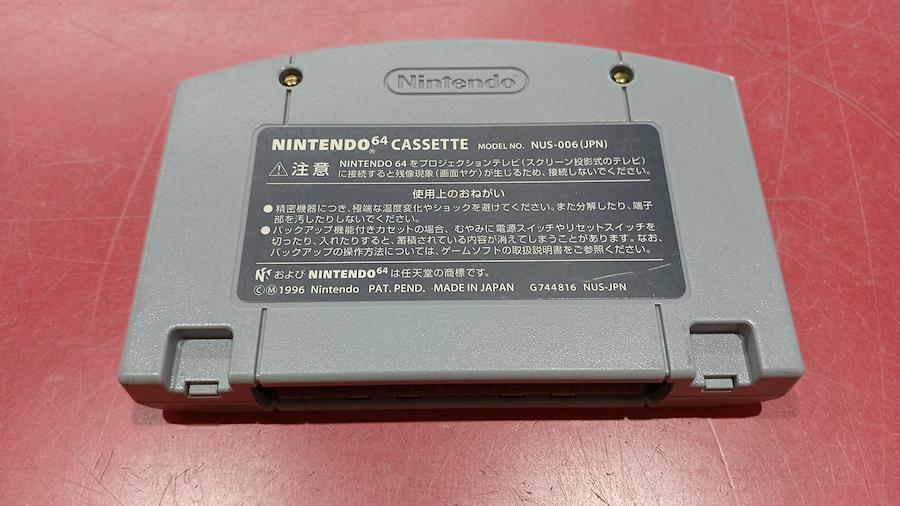 Nintendo
NINTENDO®64 CASSETTE MODEL NO. NUS-006(JPN)
⚠注意 NINTENDO 64 をプロジェクションテレビ(スクリーン投影式のテレビ)
に接続すると残像現象(画面ヤケ)が生じるため、接続しないでください。
使用上のおねがい
●精密機器につき、極端な温度変化やショックを避けてください。また分解したり、端子
部を汚したりしないでください。
●バックアップ機能付きカセットの場合、むやみに電源スイッチやリセットスイッチを
切ったり、入れたりすると、蓄積されている内容が消えてしまうことがあります。なお、
バックアップの操作方法については、ゲームソフトの取扱説明書をご参照ください。
および NINTENDO64 は任天堂の商標です。
ⒸⓂ1996 Nintendo PAT. PEND. MADE IN JAPAN G744816 NUS-JPN